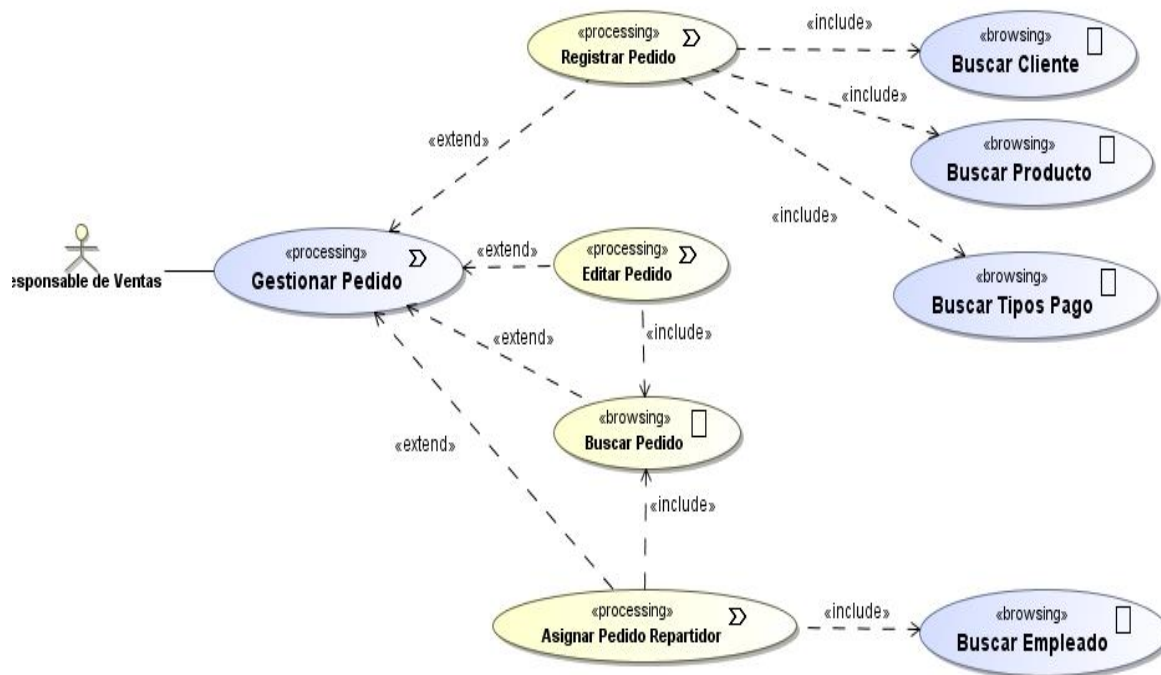 «processing»
Registrar Pedido
«include»
«browsing»
Buscar Cliente
«include»
«browsing»
Buscar Producto
«extend»
«include»
«processing»
Gestionar Pedido
«extend»
«processing»
Editar Pedido
esponsable de Ventas
«browsing»
Buscar Tipos Pago
«extend»
«include»
«browsing»
Buscar Pedido
«extend»
«include»
«processing»
Asignar Pedido Repartidor
«include»
«browsing»
Buscar Empleado